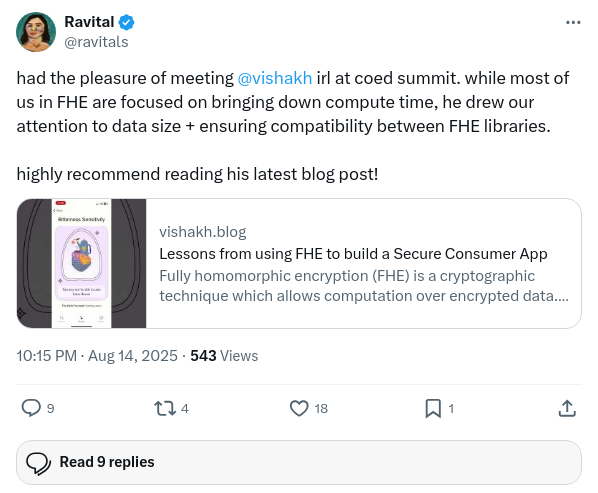 Ravital
@ravitals
had the pleasure of meeting @vishakh irl at coed summit. while most of
us in FHE are focused on bringing down compute time, he drew our
attention to data size + ensuring compatibility between FHE libraries.
highly recommend reading his latest blog post!
Bitterness Sensitivity
vishakh.blog
Lessons from using FHE to build a Secure Consumer App
Fully homomorphic encryption (FHE) is a cryptographic
technique which allows computation over encrypted data....
10:15 PM · Aug 14, 2025 · 543 Views
9 4 18 1
Read 9 replies